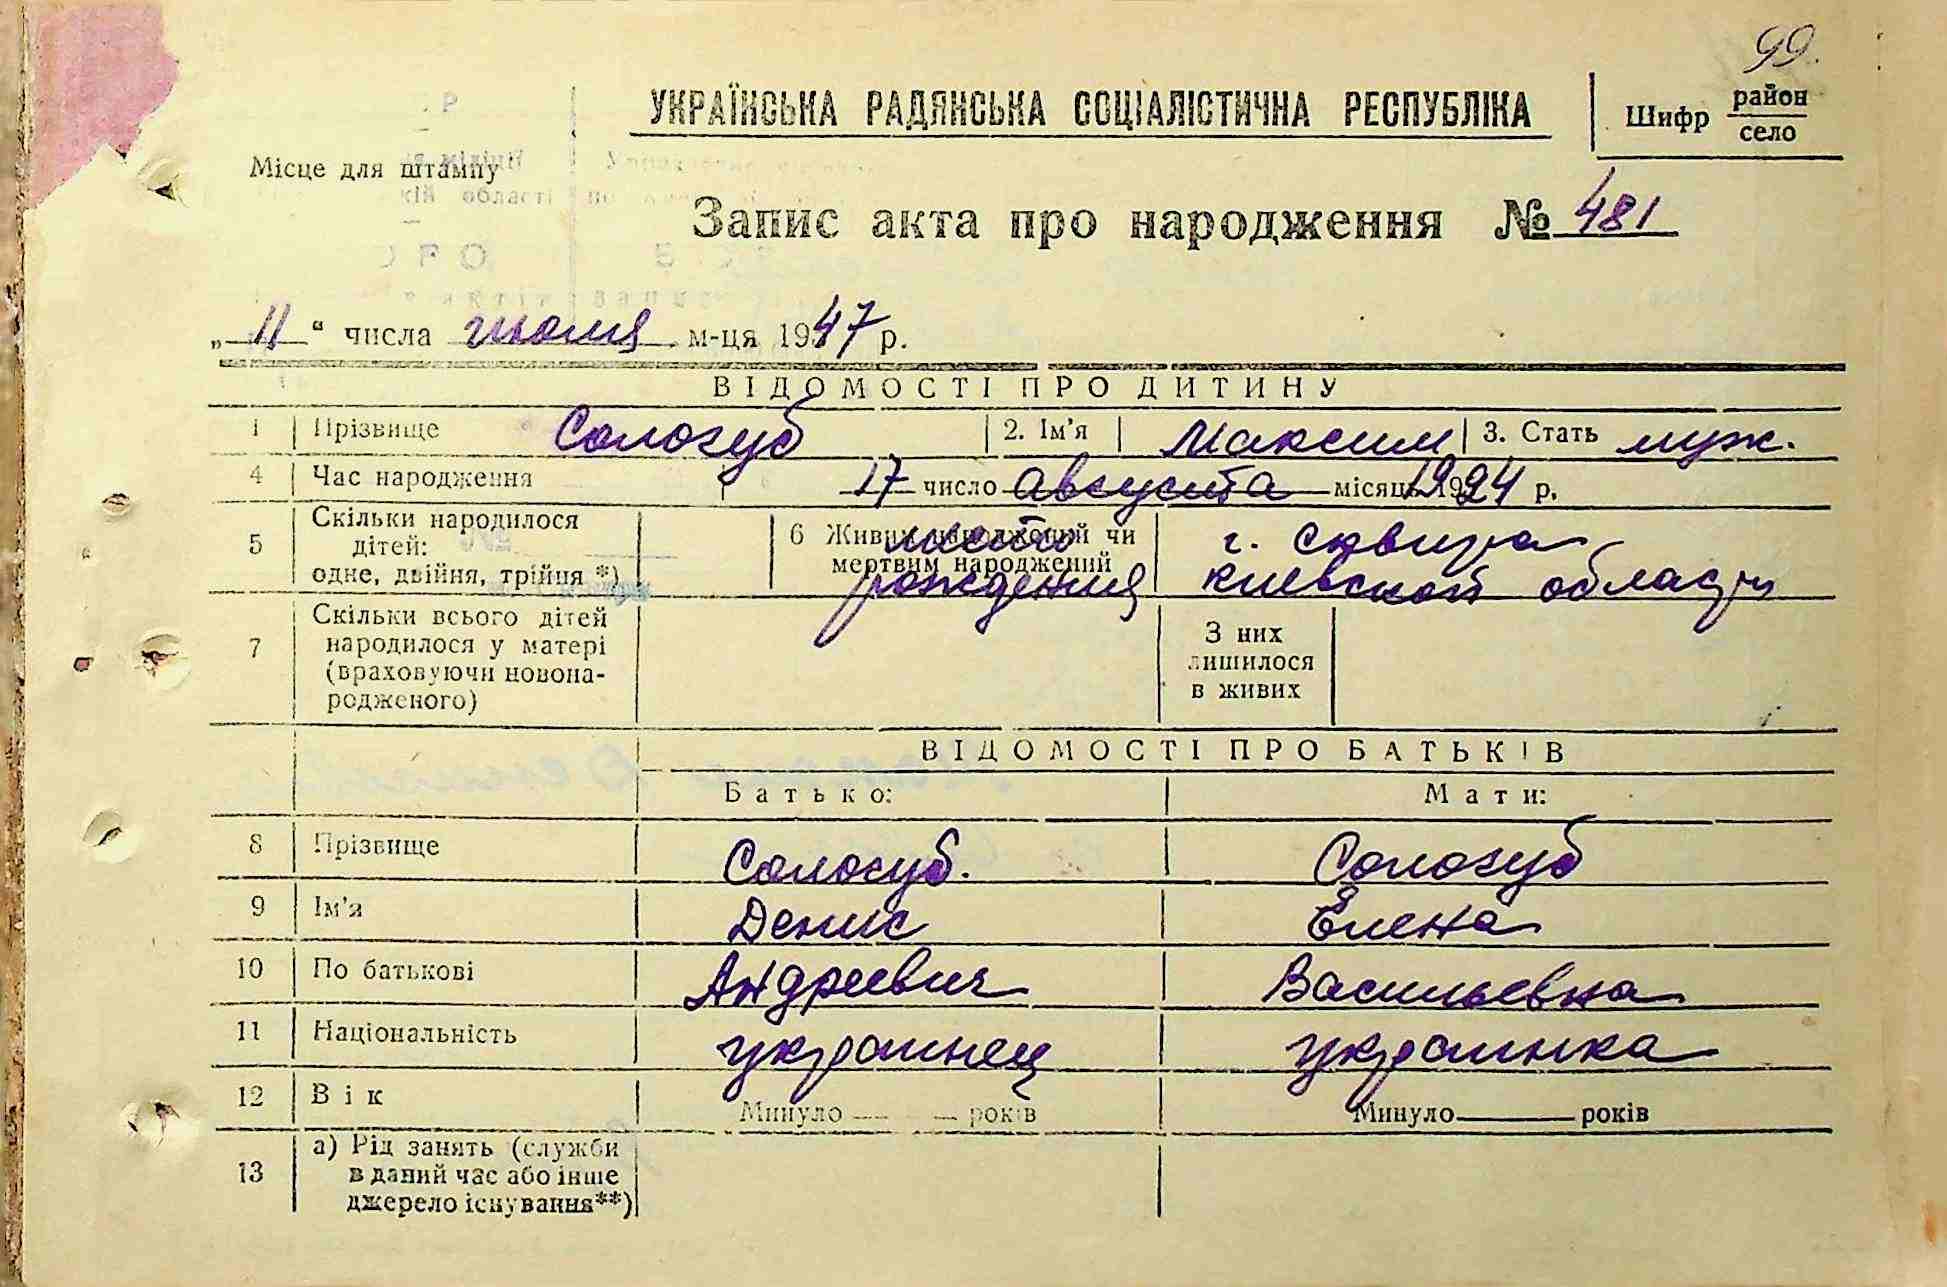 99.
УКРАЇНСЬКА РАДЯНСЬКА СОЦІАЛІСТИЧНА РЕСПУБЛІКА
Шифр район
село
Місце для штампу
Запис акта про народження № 481
„ 11 “ числа июля м-ця 1947 р.
ВІДОМОСТІ ПРО ДИТИНУ
1 Прізвище Сологуб 2. Ім'я Максим 3. Стать муж.
4 Час народження 17 число августа місяць 1924 р.
5 Скільки народилося
дітей:
одне, двійня, трійня *)
6 Живим народжений чи
мертвим народжений
место
рождения
г. Сквира
Киевской области
7 Скільки всього дітей
народилося у матері
(враховуючи новона-
родженого)
З них
лишилося
в живих
ВІДОМОСТІ ПРО БАТЬКІВ
Батько: Мати:
8 Прізвище Сологуб. Сологуб
9 Ім'я Денис Елена
10 По батькові Андреевич Васильевна
11 Національність украинец украинка
12 Вік Минуло — — років Минуло — років
13 а) Рід занять (служби
в даний час або інше
джерело існування**)